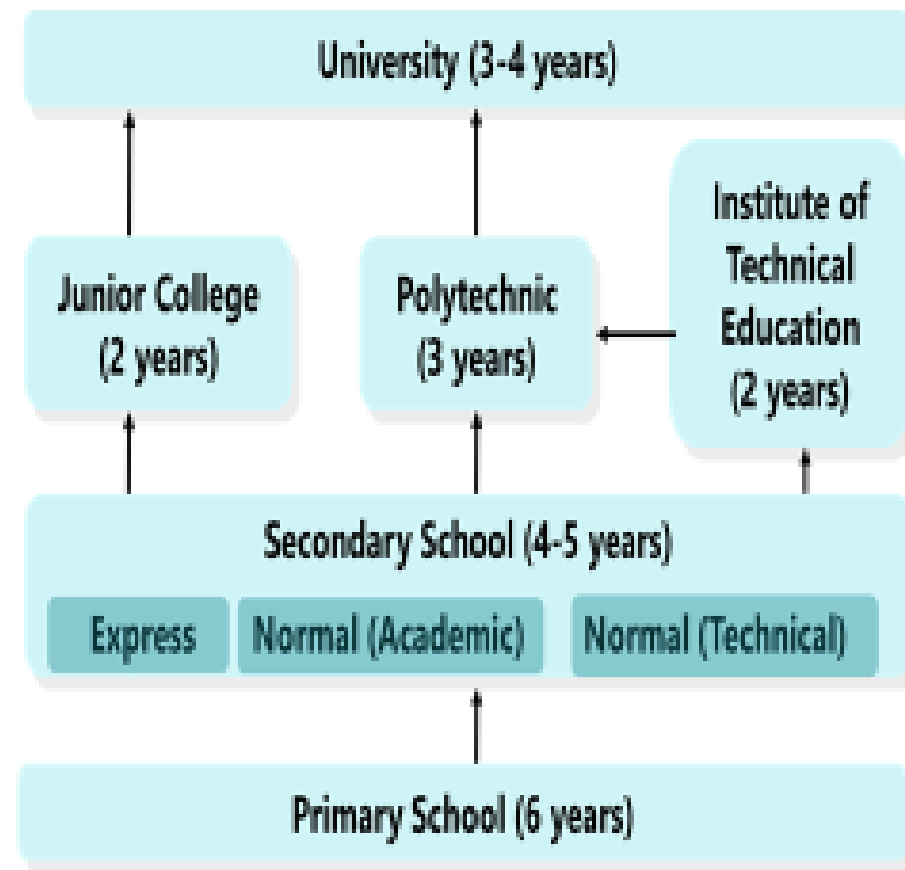 University (3-4 years)
Junior College
(2 years)
Polytechnic
(3 years)
Institute of
Technical
Education
(2 years)
Secondary School (4-5 years)
Express
Normal (Academic)
Normal (Technical)
Primary School (6 years)